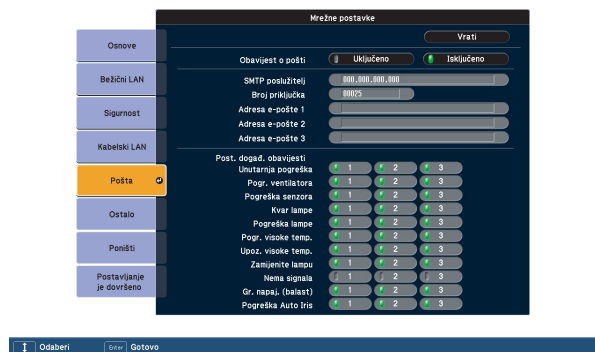 Mrežne postavke
Vrati
Osnove
Bežični LAN
Sigurnost
Kabelski LAN
Pošta
Ostalo
Poništi
Postavljanje
je dovršeno
Obavijest o pošti Uključeno Isključeno
SMTP poslužitelj 000.000.000.000
Broj priključka 00025
Adresa e-pošte 1
Adresa e-pošte 2
Adresa e-pošte 3
Post. događ. obavijesti
Unutarnja pogreška 1 2 3
Pogr. ventilatora 1 2 3
Pogreška senzora 1 2 3
Kvar lampe 1 2 3
Pogreška lampe 1 2 3
Pogr. visoke temp. 1 2 3
Upoz. visoke temp. 1 2 3
Zamijenite lampu 1 2 3
Nema signala 1 2 3
Gr. napaj. (balast) 1 2 3
Pogreška Auto Iris 1 2 3
Odaberi Enter Gotovo